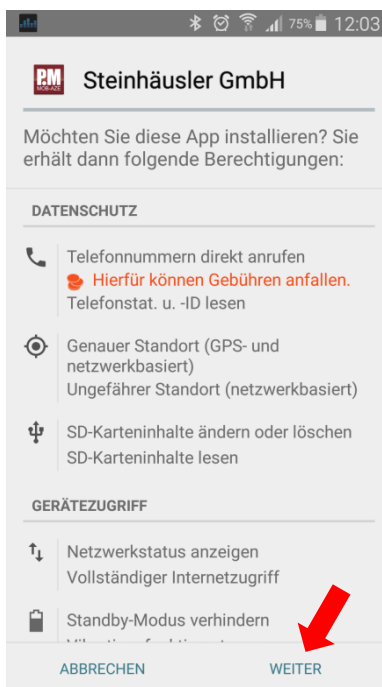 75% 12:03
P.M
MOB-AZE
Steinhäusler GmbH
Möchten Sie diese App installieren? Sie
erhält dann folgende Berechtigungen:
DATENSCHUTZ
Telefonnummern direkt anrufen
Hierfür können Gebühren anfallen.
Telefonstat. u. -ID lesen
Genauer Standort (GPS- und
netzwerkbasiert)
Ungefährer Standort (netzwerkbasiert)
SD-Karteninhalte ändern oder löschen
SD-Karteninhalte lesen
GERÄTEZUGRIFF
Netzwerkstatus anzeigen
Vollständiger Internetzugriff
Standby-Modus verhindern
ABBRECHEN
WEITER